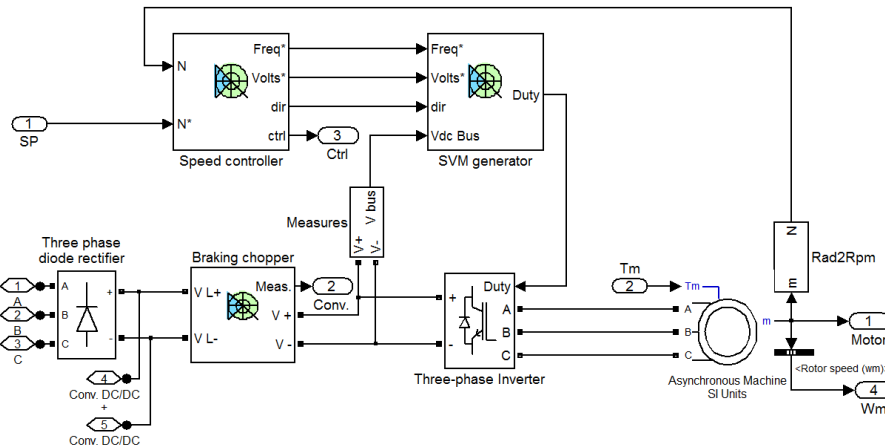 Freq*
Freq*
N
Volts*
Volts*
Duty
dir
dir
1
N*
ctrl
3
Vdc Bus
SP
Ctrl
Speed controller
SVM generator
V bus
Measures
V+
V-
N
Rad2Rpm
m
Three phase
diode rectifier
Braking chopper
Tm
1
A
+
V L+
Meas.
2
Duty
2
Tm
A
Conv.
+
A
A
2
B
V +
m
1
B
B
B
Motor
3
C
-
V L-
V -
-
C
C
C
<Rotor speed (wm)>
4
Three-phase Inverter
Asynchronous Machine
SI Units
4
Conv. DC/DC
Wm
+
5
Conv. DC/DC